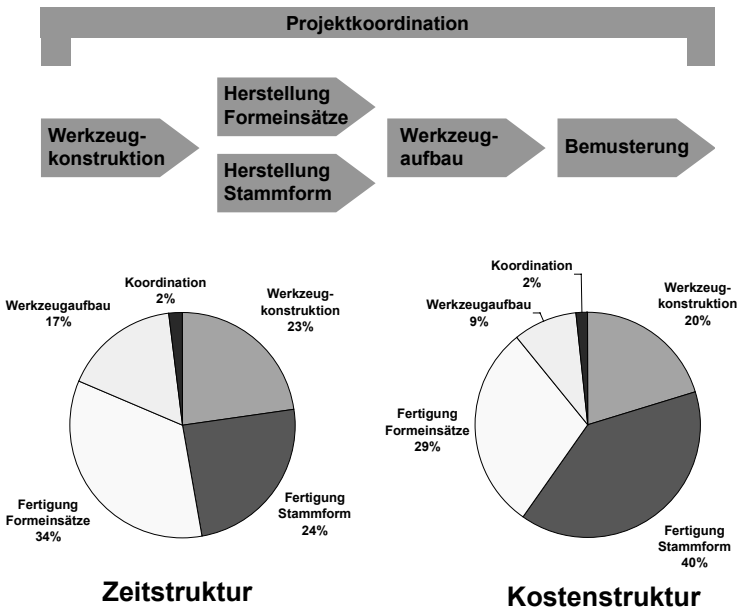 Projektkoordination
Werkzeug-
konstruktion
Herstellung
Formeinsätze
Herstellung
Stammform
Werkzeug-
aufbau
Bemusterung
Koordination
2%
Werkzeugaufbau
17%
Werkzeug-
konstruktion
23%
Fertigung
Formeinsätze
34%
Fertigung
Stammform
24%
Zeitstruktur
Koordination
2%
Werkzeugaufbau
9%
Werkzeug-
konstruktion
20%
Fertigung
Formeinsätze
29%
Fertigung
Stammform
40%
Kostenstruktur